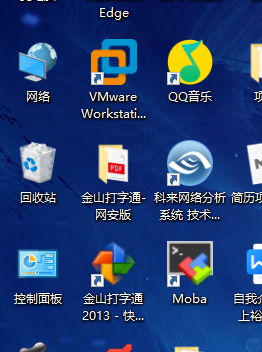 Edge
网络
VMware
Workstati...
QQ音乐
项
PDF
回收站
金山打字通-
网安版
科来网络分析
系统 技术...
简历项
控制面板
金山打字通
2013 - 快...
Moba
自我介
上裕